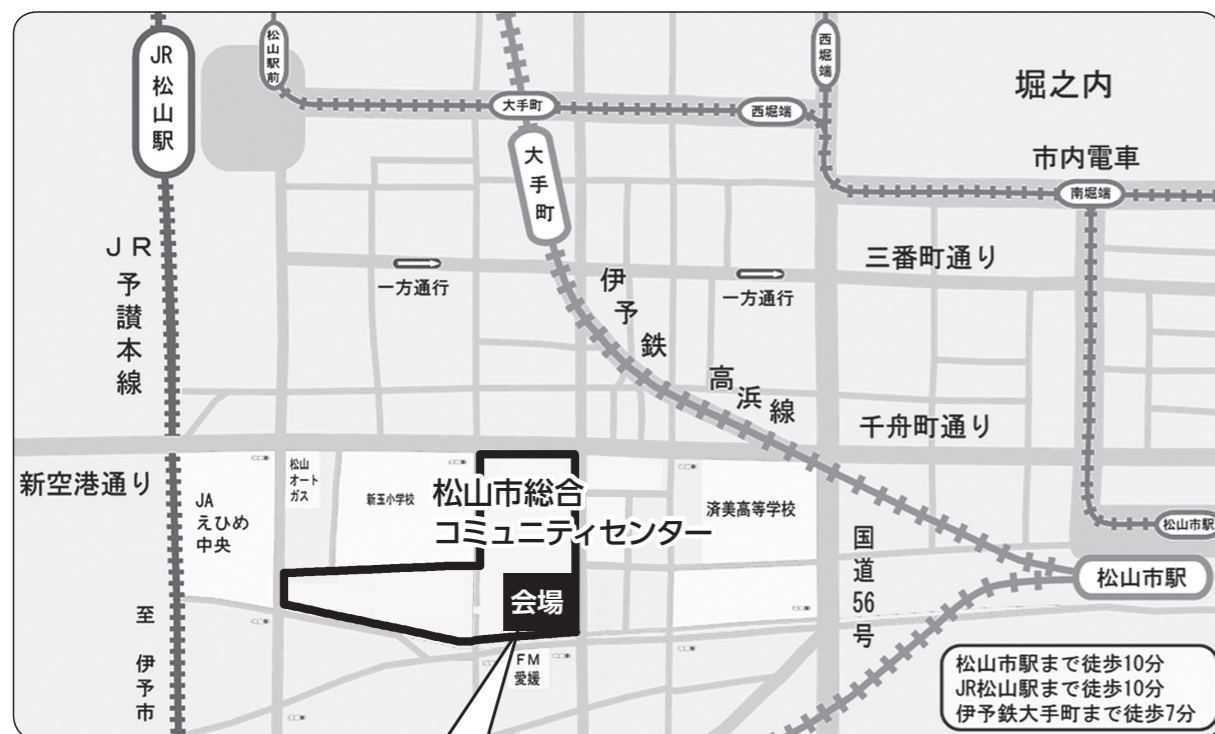 JR松山駅
松山駅前
大手町
西堀端
西堀端
堀之内
市内電車
南堀端
大手町
JR予讃本線
一方通行
一方通行
三番町通り
伊予鉄
高浜線
千舟町通り
新空港通り
JA
えひめ
中央
松山
オート
ガス
新玉小学校
松山市総合
コミュニティセンター
済美高等学校
国道56号
松山市駅
松山市駅
会場
FM
愛媛
至 伊予市
松山市駅まで徒歩10分
JR松山駅まで徒歩10分
伊予鉄大手町まで徒歩7分